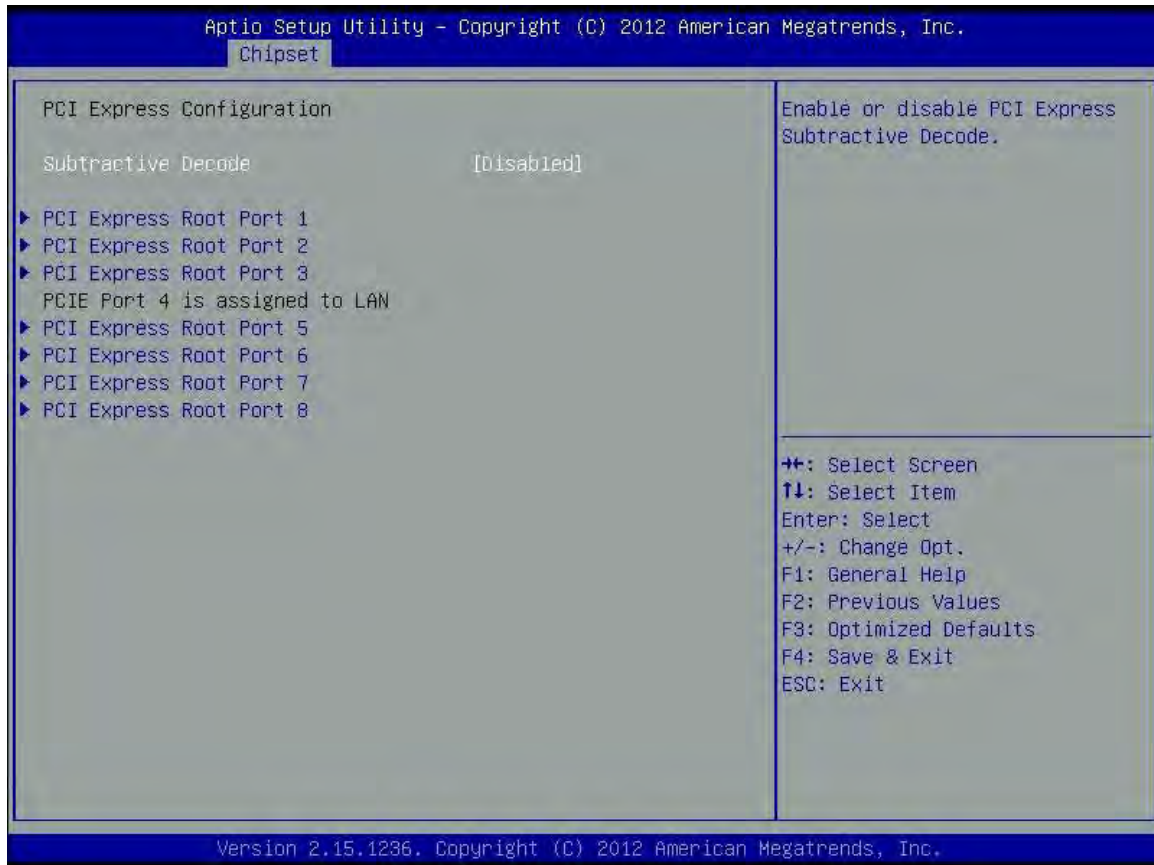 Aptio Setup Utility – Copyright (C) 2012 American Megatrends, Inc.
Chipset
PCI Express Configuration
Subtractive Decode [Disabled]
PCI Express Root Port 1
PCI Express Root Port 2
PCI Express Root Port 3
PCIE Port 4 is assigned to LAN
PCI Express Root Port 5
PCI Express Root Port 6
PCI Express Root Port 7
PCI Express Root Port 8
Enable or disable PCI Express
Subtractive Decode.
→←: Select Screen
↑↓: Select Item
Enter: Select
+/-: Change Opt.
F1: General Help
F2: Previous Values
F3: Optimized Defaults
F4: Save & Exit
ESC: Exit
Version 2.15.1236. Copyright (C) 2012 American Megatrends, Inc.